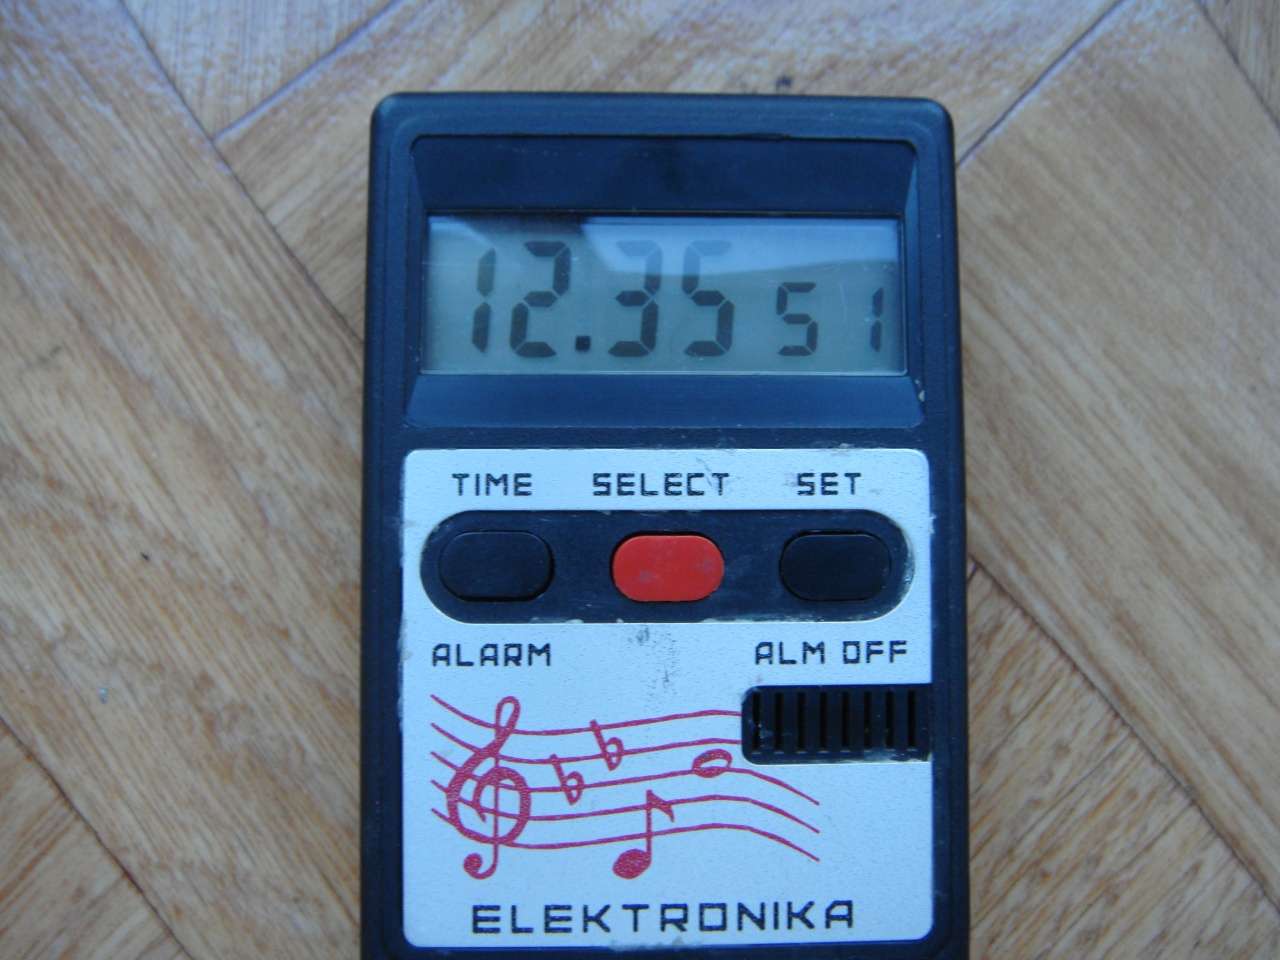 12.35 51
TIME SELECT SET
ALARM ALM OFF
ELEKTRONIKA